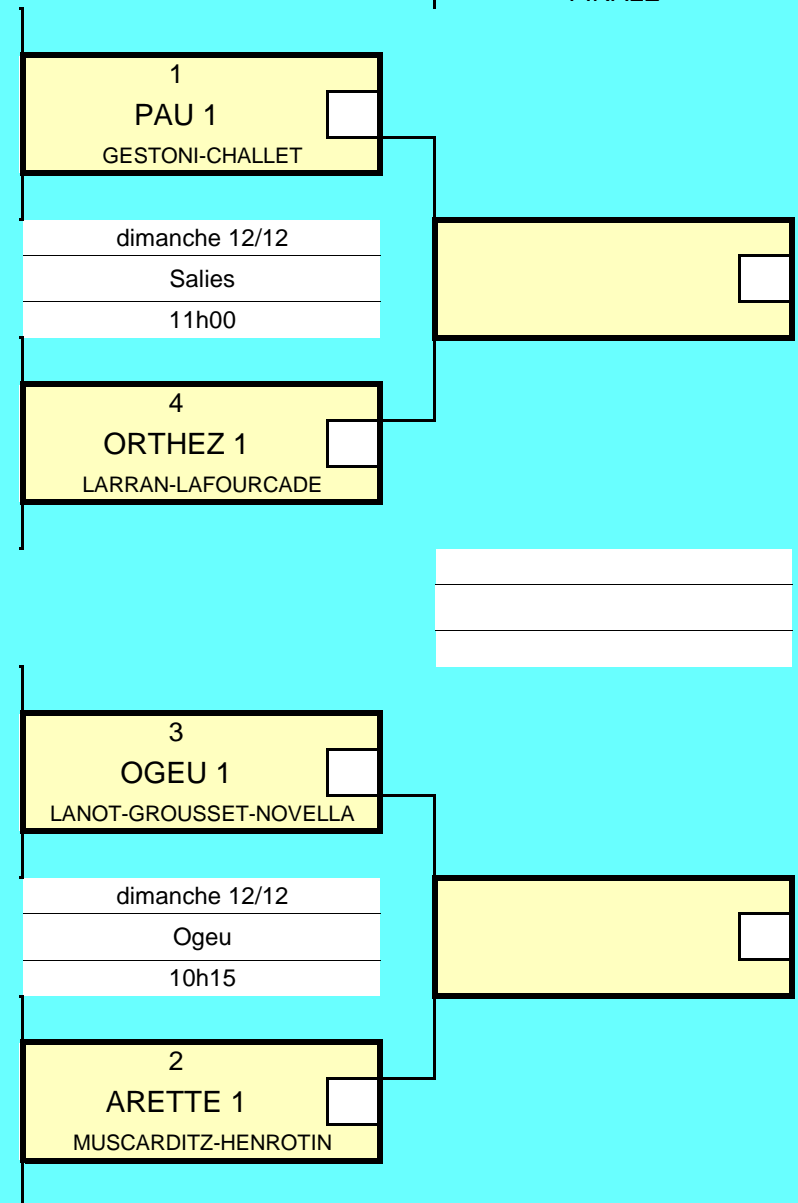 1
PAU 1
GESTONI-CHALLET
dimanche 12/12
Salies
11h00
4
ORTHEZ 1
LARRAN-LAFOURCADE
3
OGEU 1
LANOT-GROUSSET-NOVELLA
dimanche 12/12
Ogeu
10h15
2
ARETTE 1
MUSCARDITZ-HENROTIN